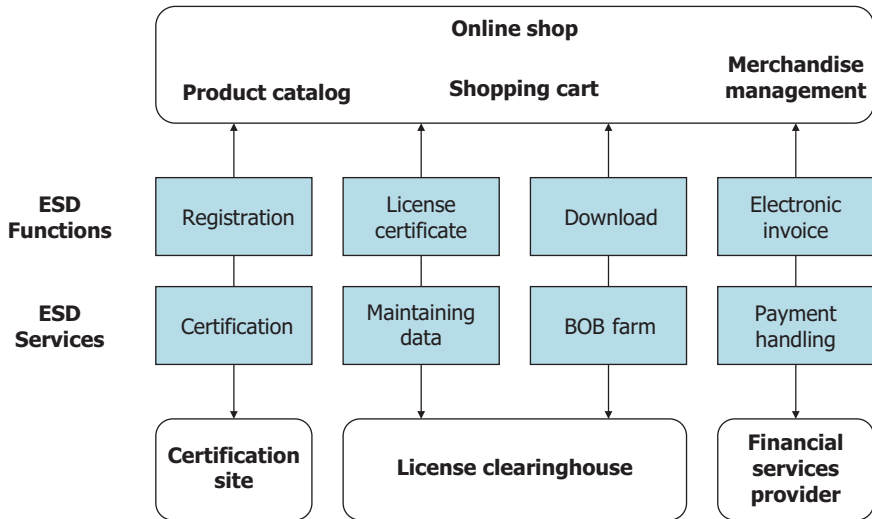 Online shop
Product catalog
Shopping cart
Merchandise
management
ESD
Functions
Registration
License
certificate
Download
Electronic
invoice
ESD
Services
Certification
Maintaining
data
BOB farm
Payment
handling
Certification
site
License clearinghouse
Financial
services
provider